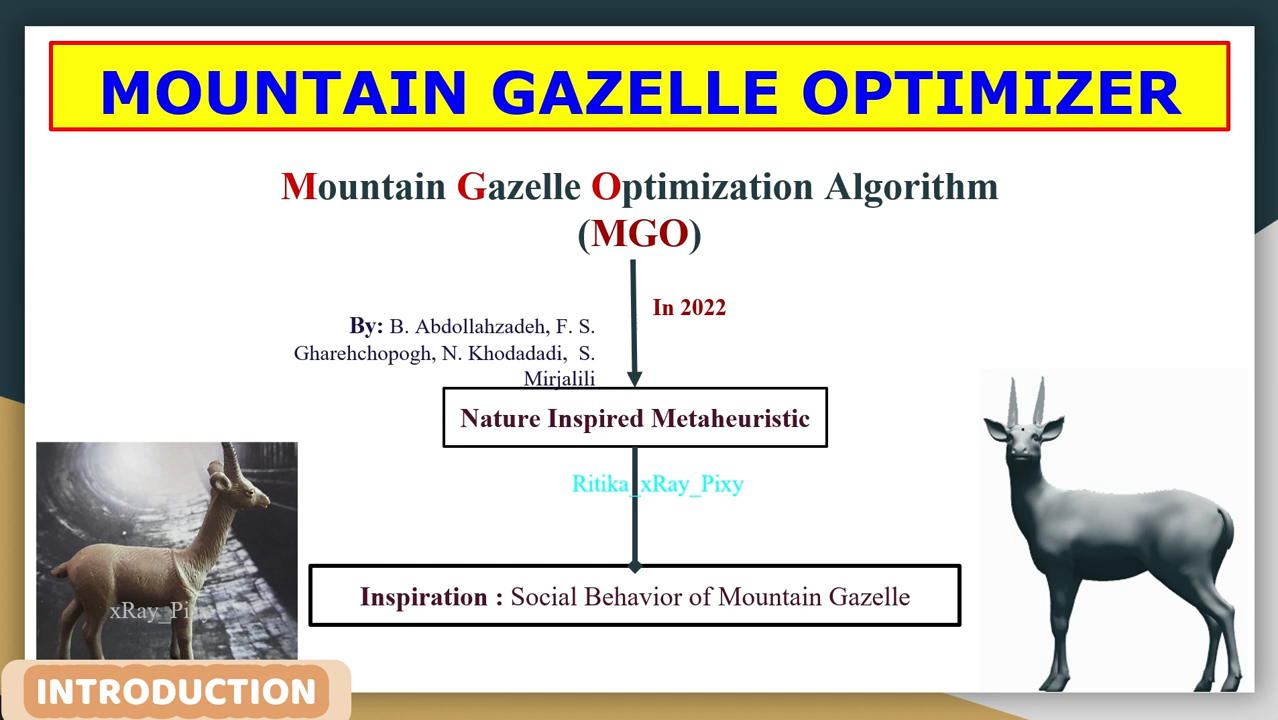 MOUNTAIN GAZELLE OPTIMIZER
Mountain Gazelle Optimization Algorithm
(MGO)
In 2022
By: B. Abdollahzadeh, F. S.
Gharehchopogh, N. Khodadadi, S.
Mirjalili
Nature Inspired Metaheuristic
Ritika_xRay_Pixy
Inspiration : Social Behavior of Mountain Gazelle
xRay_Pixy
INTRODUCTION